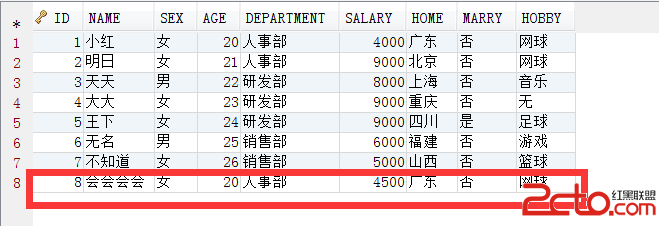 * ID NAME SEX AGE DEPARTMENT SALARY HOME MARRY HOBBY
1 1 小红 女 20 人事部 4000 广东 否 网球
2 2 明日 女 21 人事部 9000 北京 否 网球
3 3 天天 男 22 研发部 8000 上海 否 音乐
4 4 大大 女 23 研发部 9000 重庆 否 无
5 5 王下 女 24 研发部 9000 四川 是 足球
6 6 无名 男 25 销售部 6000 福建 否 游戏
7 7 不知道 女 26 销售部 5000 山西 否 篮球
8 8 会会会会 女 20 人事部 4500 广东 否 网球
2cto.com 红黑联盟